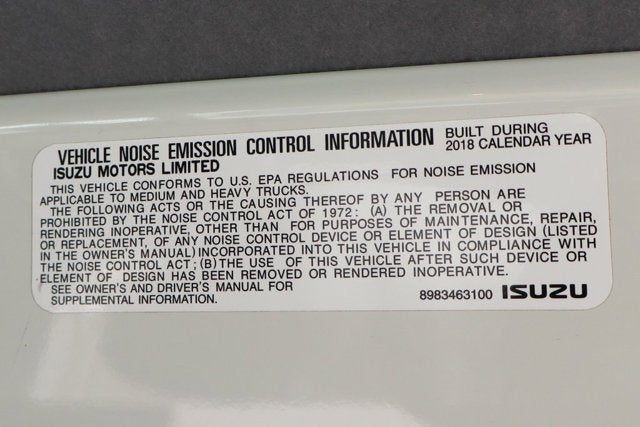 VEHICLE NOISE EMISSION CONTROL INFORMATION BUILT DURING
ISUZU MOTORS LIMITED 2018 CALENDAR YEAR
THIS VEHICLE CONFORMS TO U.S. EPA REGULATIONS FOR NOISE EMISSION
APPLICABLE TO MEDIUM AND HEAVY TRUCKS.
THE FOLLOWING ACTS OR THE CAUSING THEREOF BY ANY PERSON ARE
PROHIBITED BY THE NOISE CONTROL ACT OF 1972: (A) THE REMOVAL OR
RENDERING INOPERATIVE, OTHER THAN FOR PURPOSES OF MAINTENANCE, REPAIR,
OR REPLACEMENT, OF ANY NOISE CONTROL DEVICE OR ELEMENT OF DESIGN (LISTED
IN THE OWNER'S MANUAL) INCORPORATED INTO THIS VEHICLE IN COMPLIANCE WITH
THE NOISE CONTROL ACT; (B) THE USE OF THIS VEHICLE AFTER SUCH DEVICE OR
ELEMENT OF DESIGN HAS BEEN REMOVED OR RENDERED INOPERATIVE.
SEE OWNER'S AND DRIVER'S MANUAL FOR
SUPPLEMENTAL INFORMATION. 8983463100 ISUZU